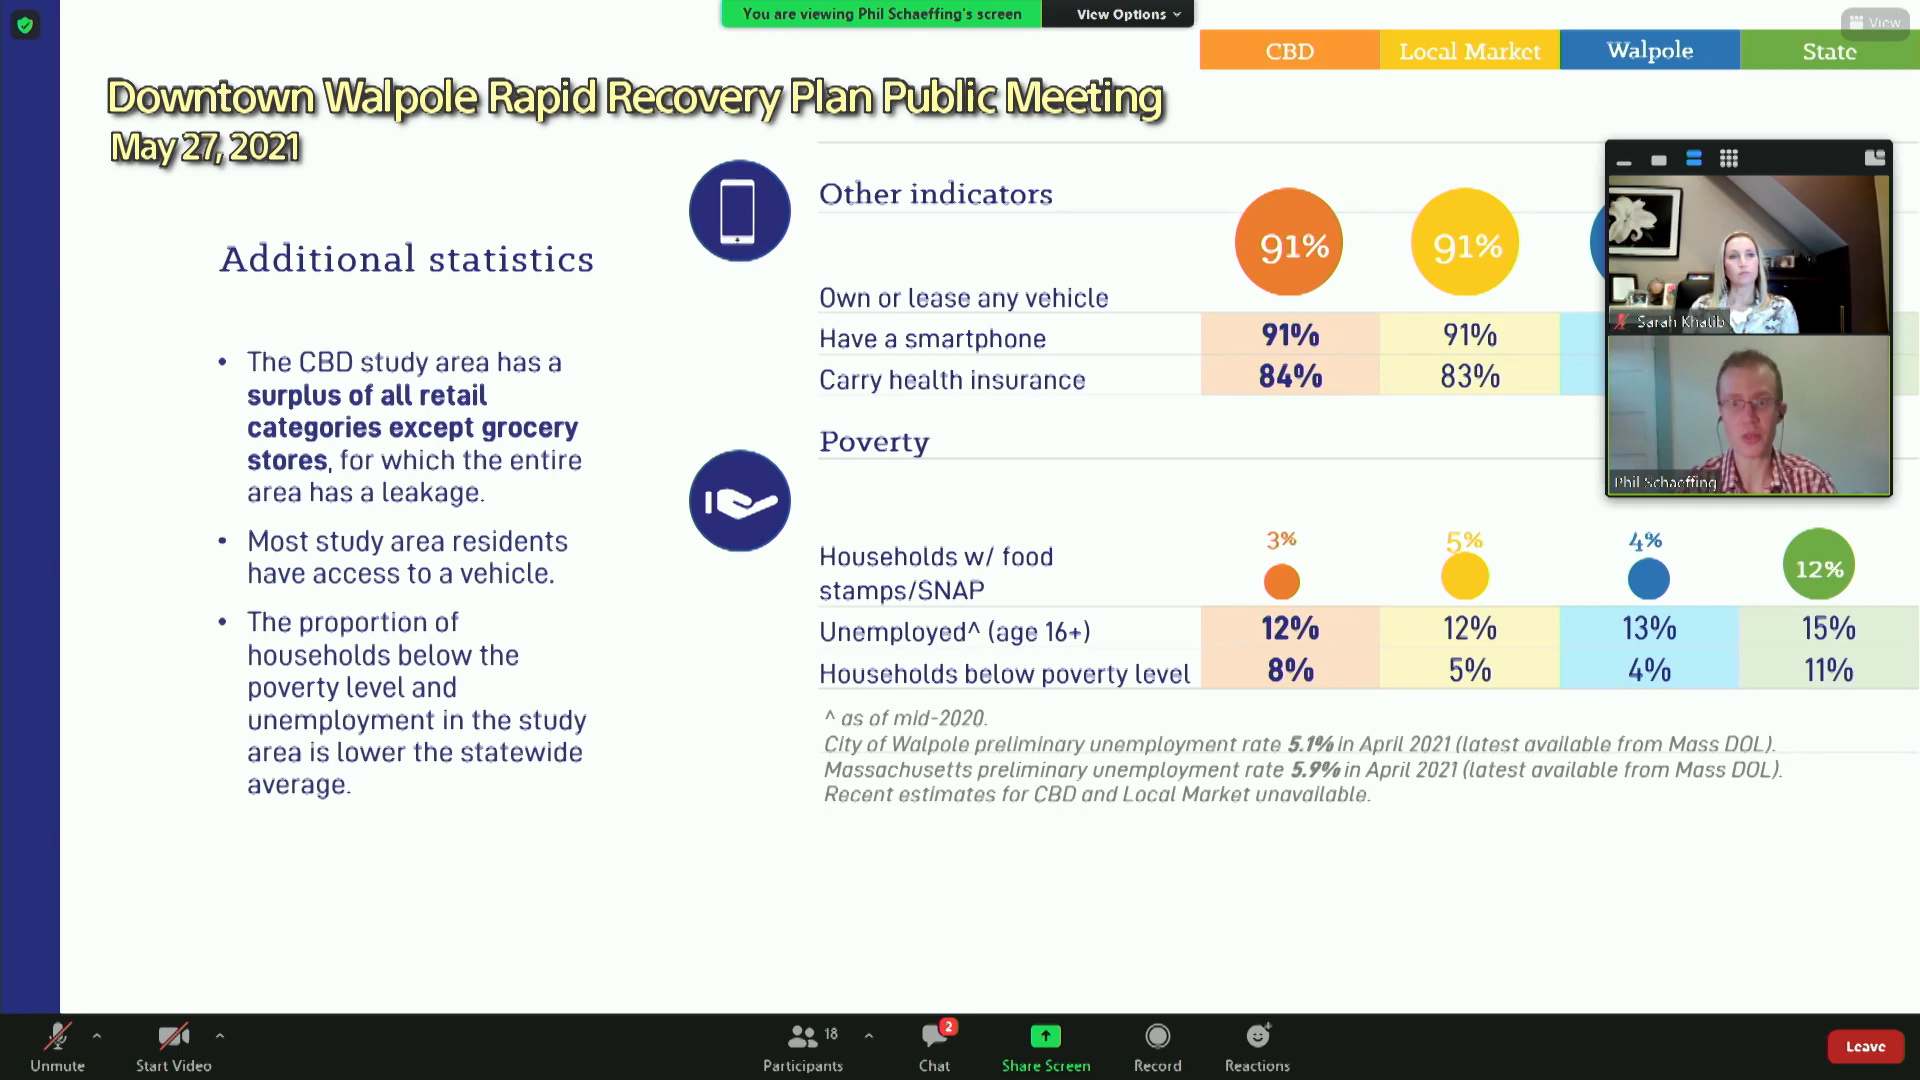 You are viewing Phil Schaeffing's screen
View Options
View
CBD Local Market Walpole State
Downtown Walpole Rapid Recovery Plan Public Meeting
May 27, 2021
Additional statistics
• The CBD study area has a
surplus of all retail
categories except grocery
stores, for which the entire
area has a leakage.
• Most study area residents
have access to a vehicle.
• The proportion of
households below the
poverty level and
unemployment in the study
area is lower the statewide
average.
Other indicators
Own or lease any vehicle 91% 91%
Have a smartphone 91% 91%
Carry health insurance 84% 83%
Poverty
Households w/ food
stamps/SNAP 3% 5% 4% 12%
Unemployed^ (age 16+) 12% 12% 13% 15%
Households below poverty level 8% 5% 4% 11%
^ as of mid-2020.
City of Walpole preliminary unemployment rate 5.1% in April 2021 (latest available from Mass DOL).
Massachusetts preliminary unemployment rate 5.9% in April 2021 (latest available from Mass DOL).
Recent estimates for CBD and Local Market unavailable.
Sarah Khatib
Phil Schaeffing
Unmute
Start Video
Participants 18
Chat 2
Share Screen
Record
Reactions
Leave